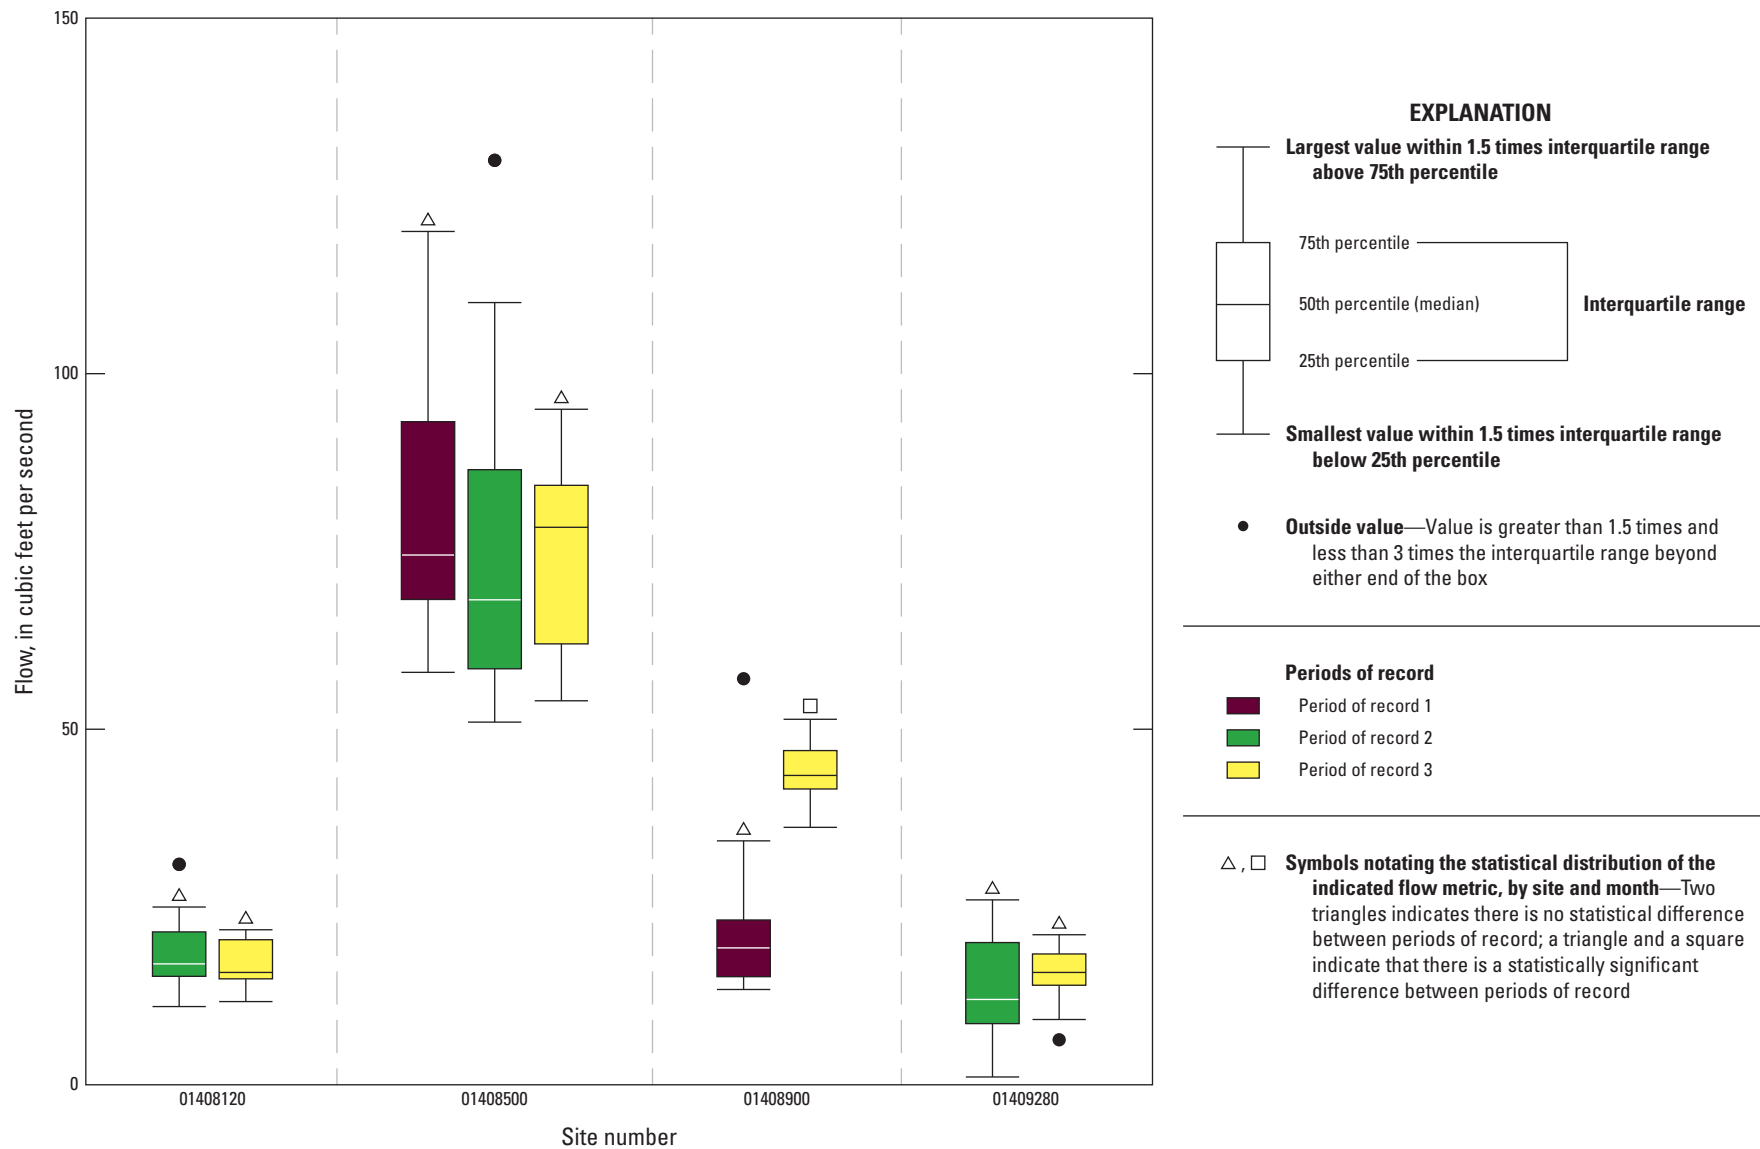 150
100
50
0
Flow, in cubic feet per second
01408120
01408500
01408900
01409280
Site number
EXPLANATION
Largest value within 1.5 times interquartile range
above 75th percentile
75th percentile
50th percentile (median)
Interquartile range
25th percentile
Smallest value within 1.5 times interquartile range
below 25th percentile
Outside value—Value is greater than 1.5 times and
less than 3 times the interquartile range beyond
either end of the box
Periods of record
Period of record 1
Period of record 2
Period of record 3
△ , □ Symbols notating the statistical distribution of the
indicated flow metric, by site and month—Two
triangles indicates there is no statistical difference
between periods of record; a triangle and a square
indicate that there is a statistically significant
difference between periods of record